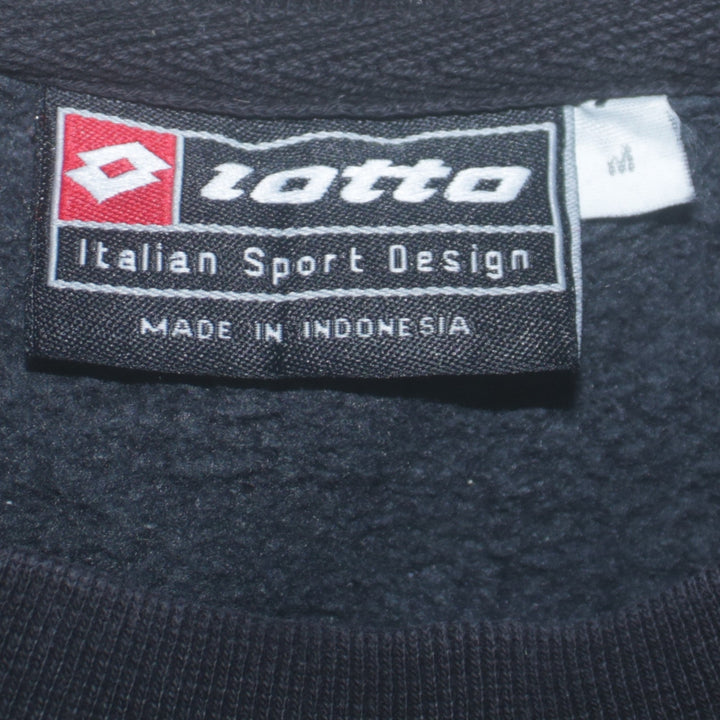 lotto
M
Italian Sport Design
MADE IN INDONESIA